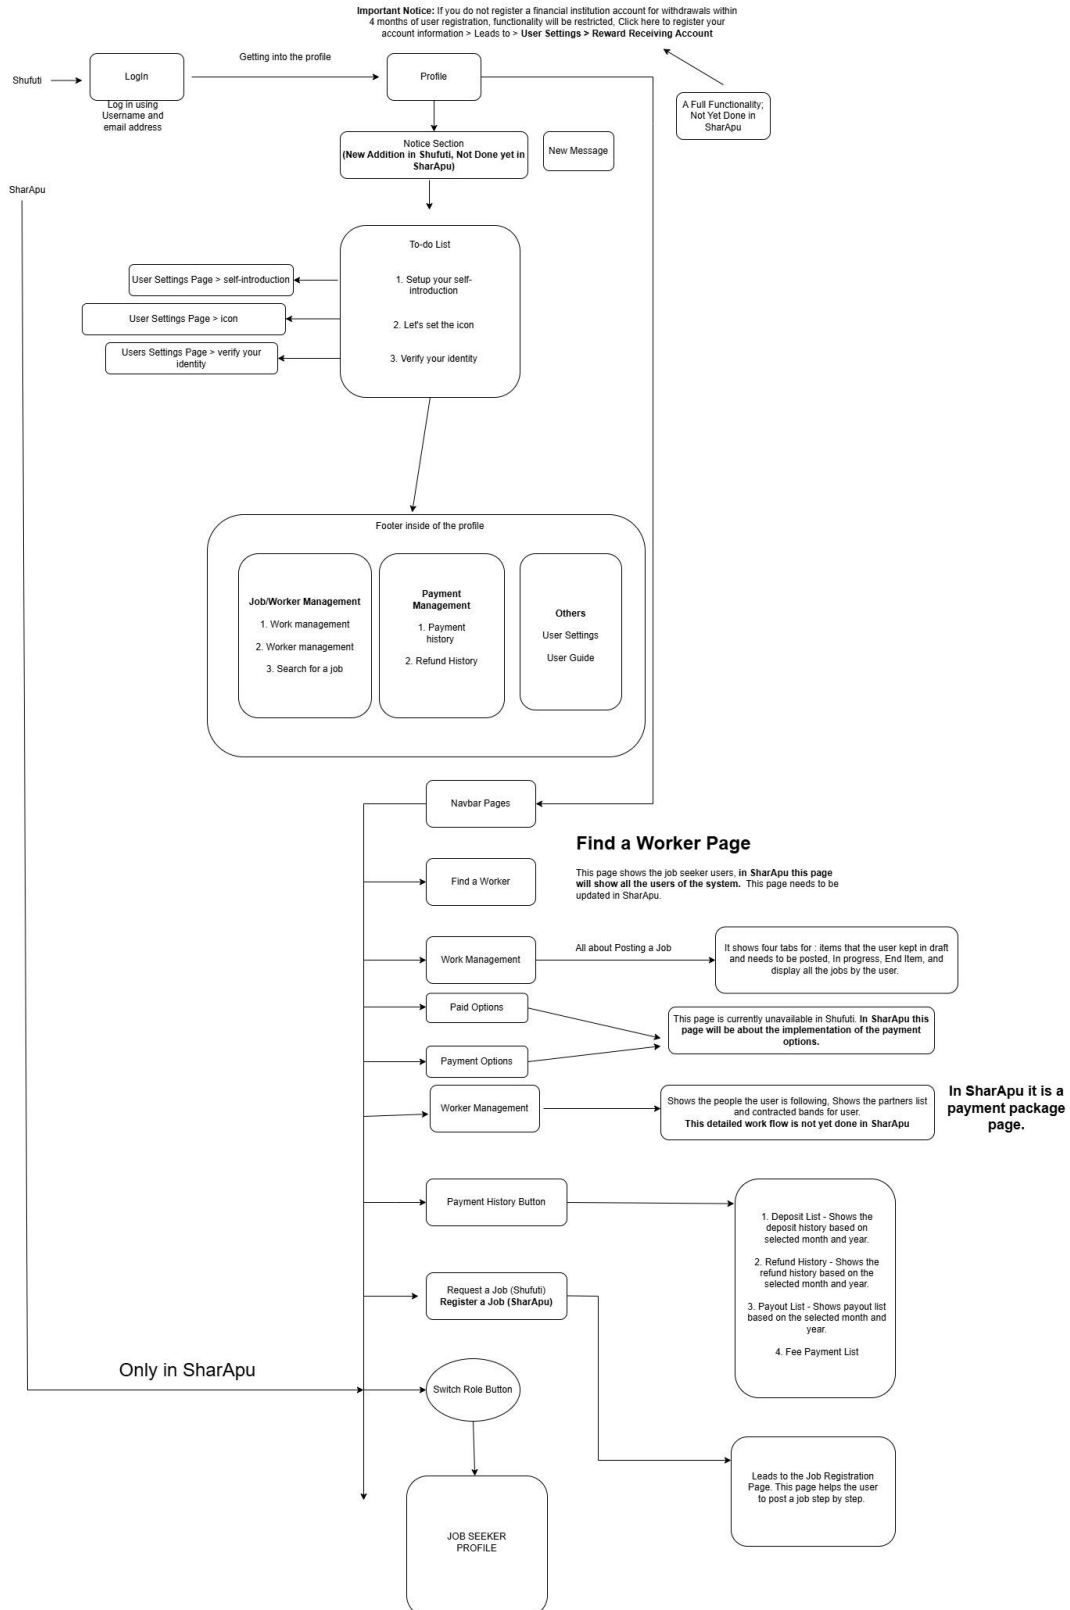 Important Notice: If you do not register a financial institution account for withdrawals within
4 months of user registration, functionality will be restricted, Click here to register your
account information > Leads to > User Settings > Reward Receiving Account
Shufuti
LogIn
Getting into the profile
Profile
Log in using
Username and
email address
A Full Functionality;
Not Yet Done in
SharApu
Notice Section
(New Addition in Shufuti, Not Done yet in
SharApu)
New Message
SharApu
To-do List
1. Setup your self-
introduction
2. Let's set the icon
3. Verify your identity
User Settings Page > self-introduction
User Settings Page > icon
Users Settings Page > verify your
identity
Footer inside of the profile
Job/Worker Management
1. Work management
2. Worker management
3. Search for a job
Payment
Management
1. Payment
history
2. Refund History
Others
User Settings
User Guide
Navbar Pages
Find a Worker Page
This page shows the job seeker users, in SharApu this page
will show all the users of the system. This page needs to be
updated in SharApu.
Find a Worker
Work Management
All about Posting a Job
It shows four tabs for : items that the user kept in draft
and needs to be posted, In progress, End Item, and
display all the jobs by the user.
Paid Options
This page is currently unavailable in Shufuti. In SharApu this
page will be about the implementation of the payment
options.
Payment Options
Worker Management
Shows the people the user is following, Shows the partners list
and contracted bands for user.
This detailed work flow is not yet done in SharApu
In SharApu it is a
payment package
page.
Payment History Button
1. Deposit List - Shows the
deposit history based on
selected month and year.
2. Refund History - Shows the
refund history based on the
selected month and year.
3. Payout List - Shows payout list
based on the selected month and
year.
4. Fee Payment List
Request a Job (Shufuti)
Register a Job (SharApu)
Only in SharApu
Switch Role Button
Leads to the Job Registration
Page. This page helps the user
to post a job step by step.
JOB SEEKER
PROFILE